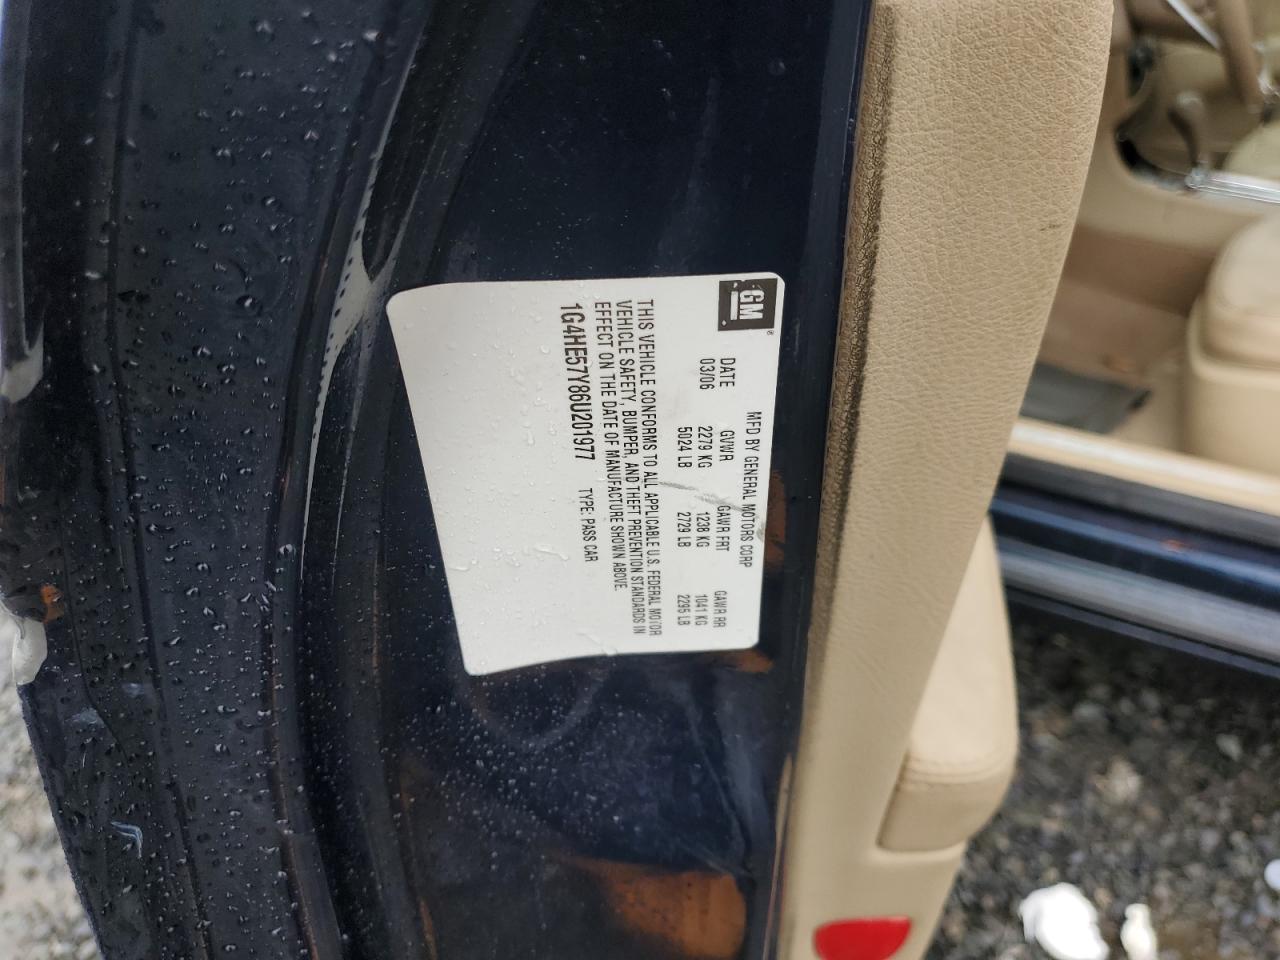 GM ®
MFD BY GENERAL MOTORS CORP
DATE GVWR GAWR FRT GAWR RR
03/06 2279 KG 1238 KG 1041 KG
5024 LB 2729 LB 2295 LB
THIS VEHICLE CONFORMS TO ALL APPLICABLE U.S. FEDERAL MOTOR
VEHICLE SAFETY, BUMPER, AND THEFT PREVENTION STANDARDS IN
EFFECT ON THE DATE OF MANUFACTURE SHOWN ABOVE.
1G4HE57Y86U201977 TYPE: PASS CAR